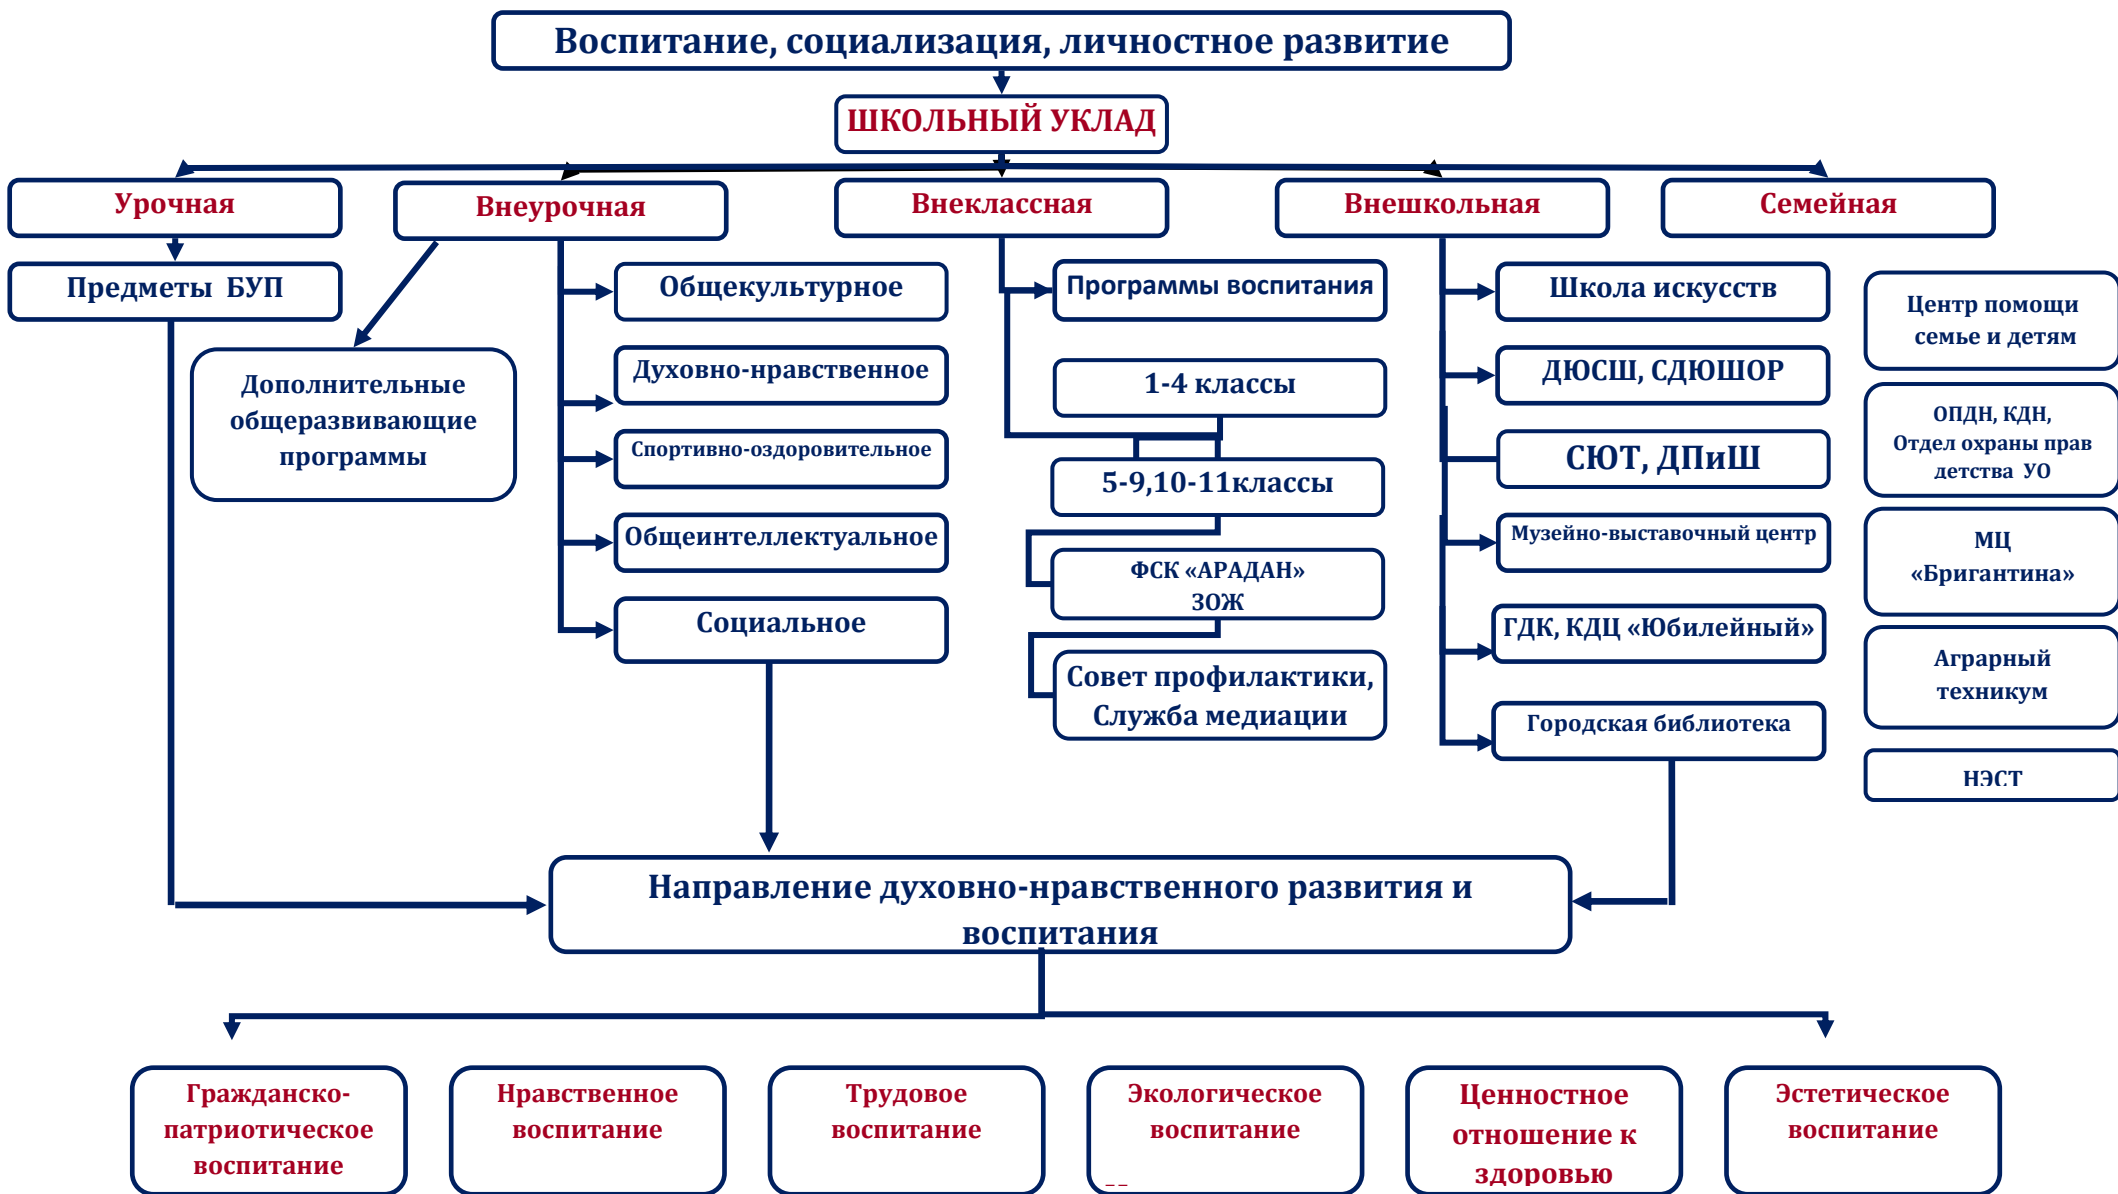 Воспитание, социализация, личностное развитие
ШКОЛЬНЫЙ УКЛАД
Урочная
Внеурочная
Внеклассная
Внешкольная
Семейная
Предметы БУП
Дополнительные
общеразвивающие
программы
Общекультурное
Духовно-нравственное
Спортивно-оздоровительное
Общеинтеллектуальное
Социальное
Программы воспитания
1-4 классы
5-9,10-11классы
ФСК «АРАДАН»
ЗОЖ
Совет профилактики,
Служба медиации
Школа искусств
ДЮСШ, СДЮШОР
СЮТ, ДПиШ
Музейно-выставочный центр
ГДК, КДЦ «Юбилейный»
Городская библиотека
Центр помощи
семье и детям
ОПДН, КДН,
Отдел охраны прав
детства УО
МЦ
«Бригантина»
Аграрный
техникум
НЭСТ
Направление духовно-нравственного развития и
воспитания
Гражданско-
патриотическое
воспитание
Нравственное
воспитание
Трудовое
воспитание
Экологическое
воспитание
Ценностное
отношение к
здоровью
Эстетическое
воспитание